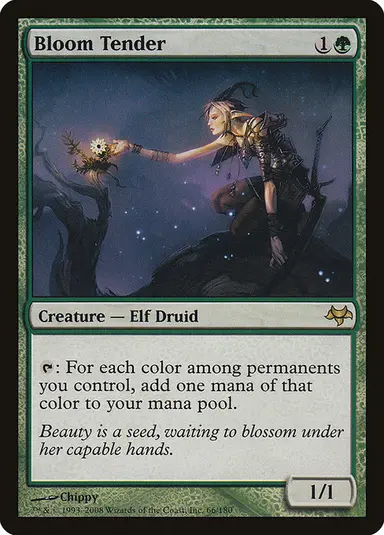 Bloom Tender 1
Creature — Elf Druid
: For each color among permanents
you control, add one mana of that
color to your mana pool.
Beauty is a seed, waiting to blossom under
her capable hands.
Chippy
1/1
™ & © 1993–2008 Wizards of the Coast, Inc. 66/180